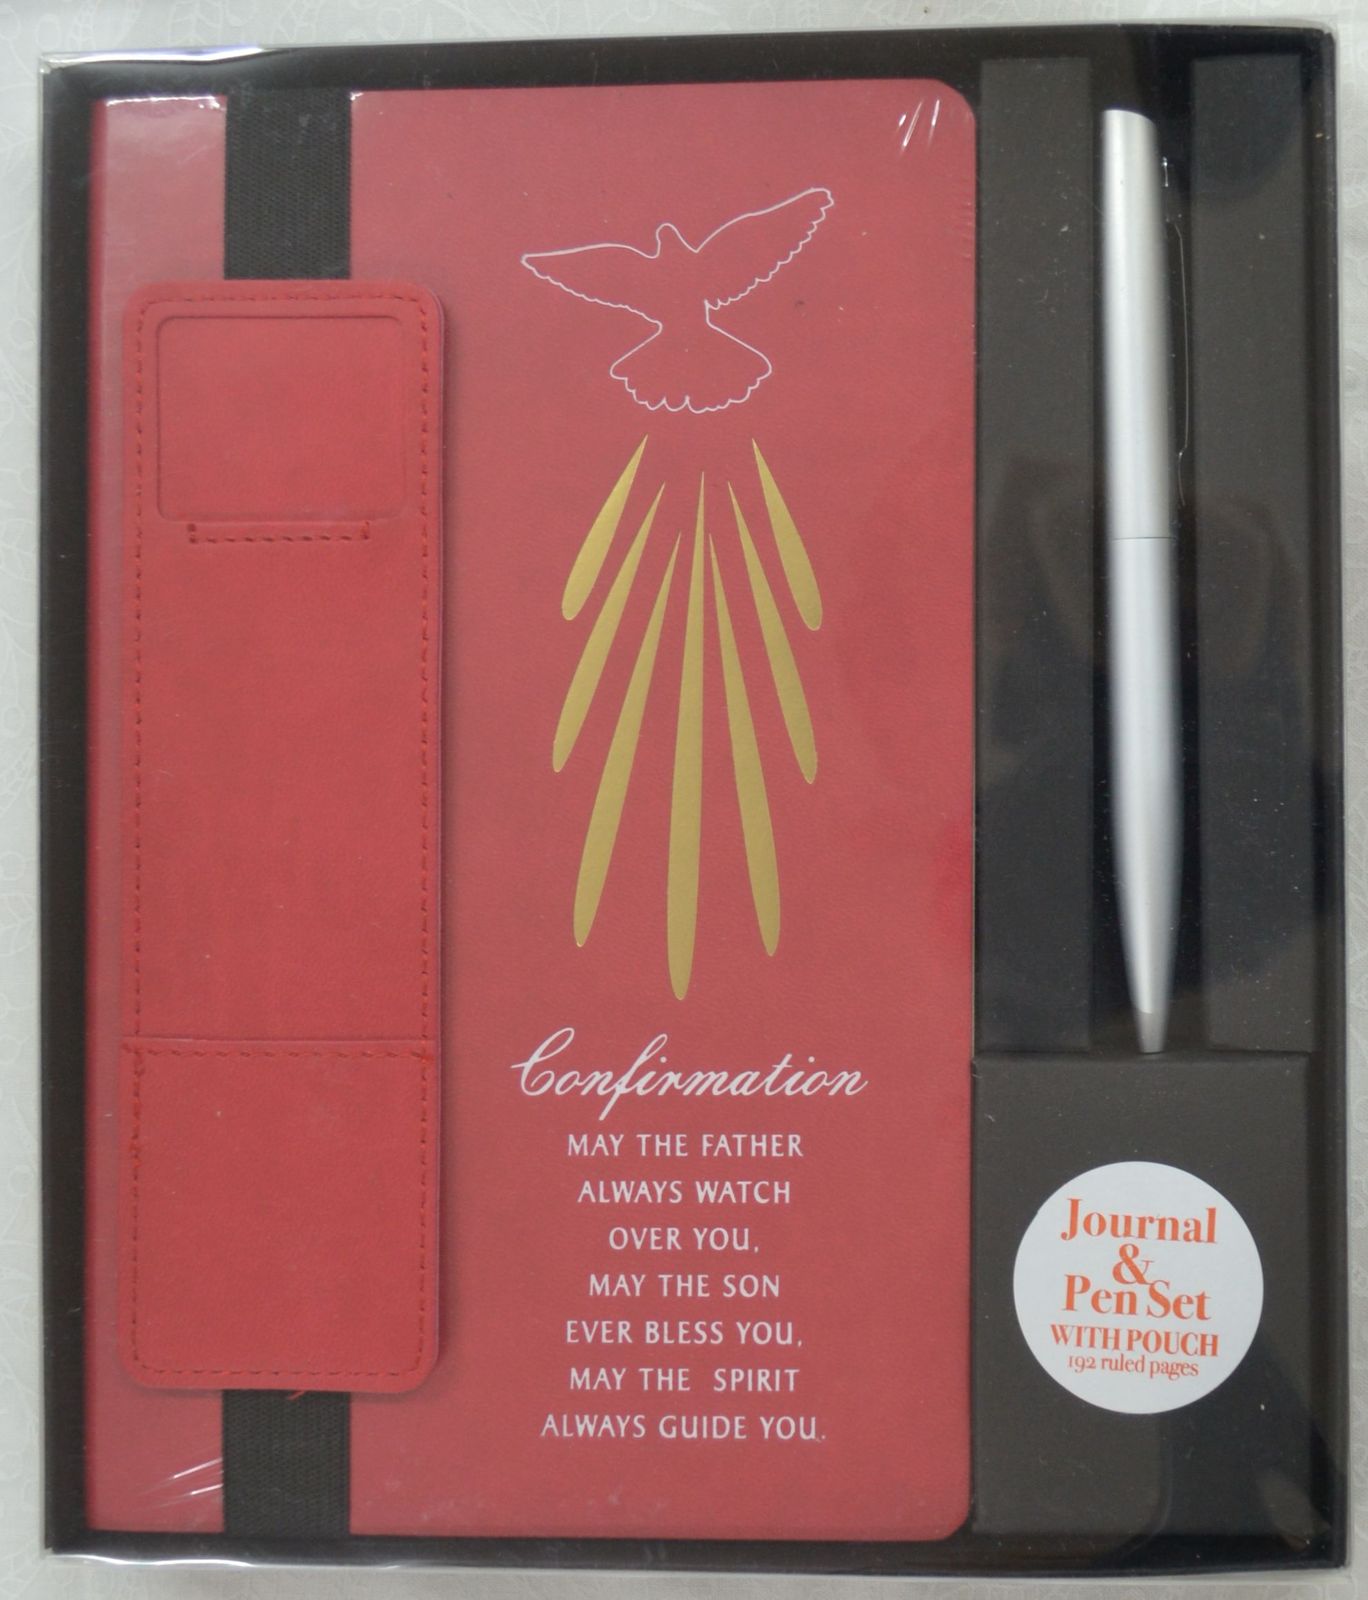 Confirmation
MAY THE FATHER
ALWAYS WATCH
OVER YOU,
MAY THE SON
EVER BLESS YOU,
MAY THE SPIRIT
ALWAYS GUIDE YOU.
Journal
&
Pen Set
WITH POUCH
192 ruled pages